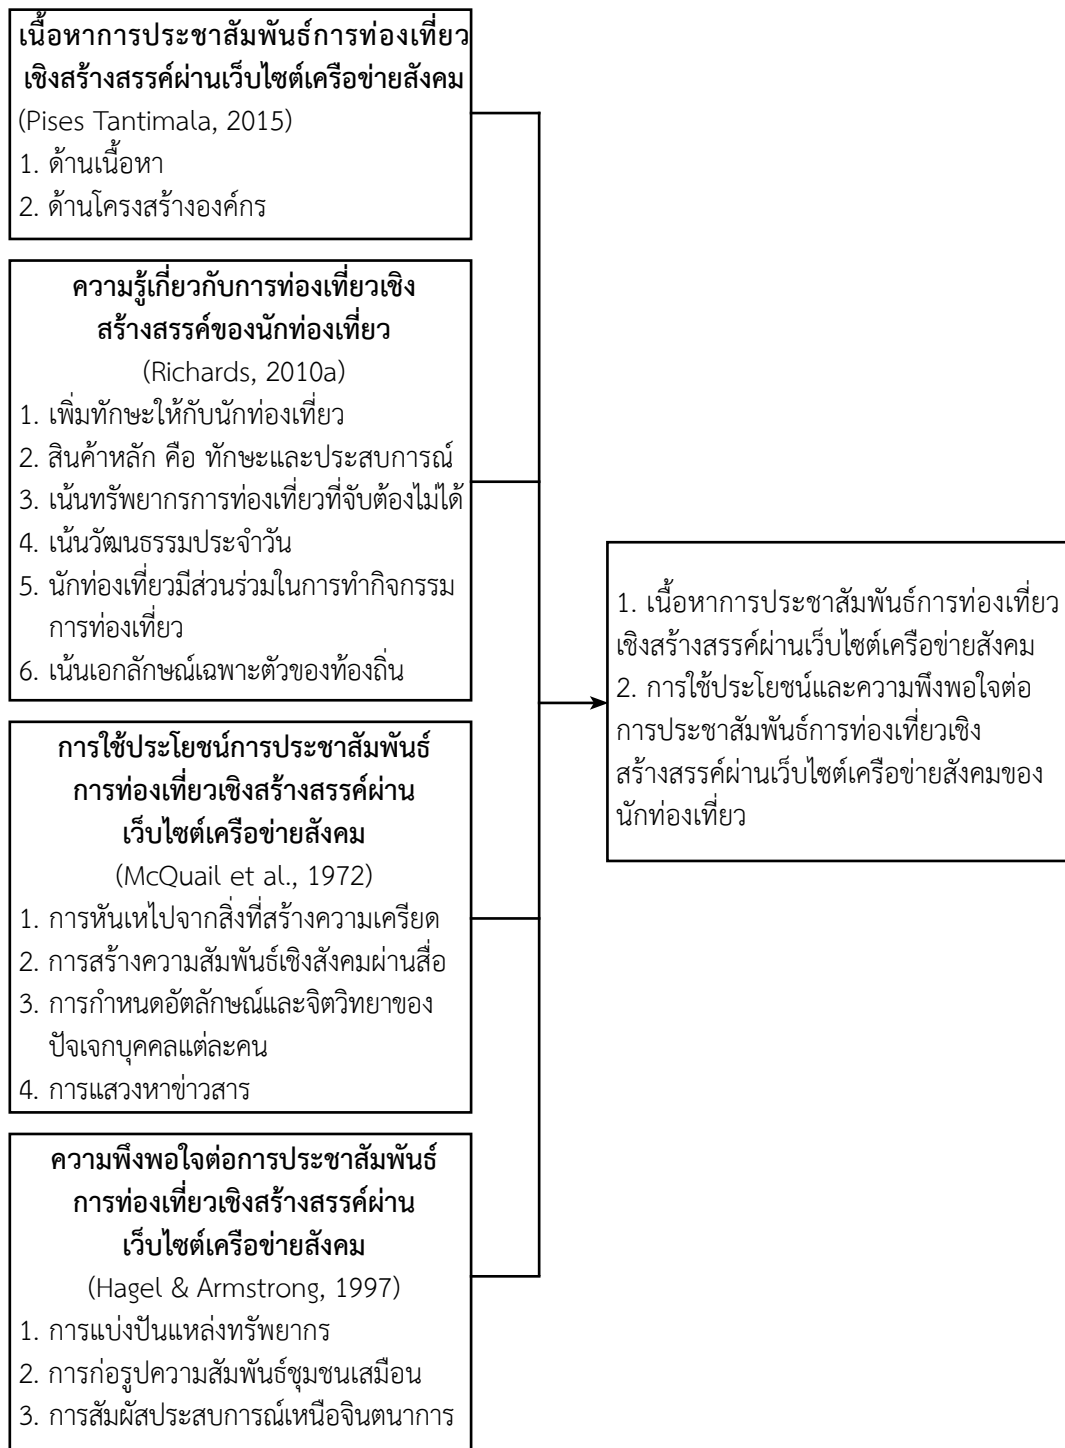 เนื้อหาการประชาสัมพันธ์การท่องเที่ยว
เชิงสร้างสรรค์ผ่านเว็บไซต์เครือข่ายสังคม
(Pises Tantimala, 2015)
1. ด้านเนื้อหา
2. ด้านโครงสร้างองค์กร
ความรู้เกี่ยวกับการท่องเที่ยวเชิง
สร้างสรรค์ของนักท่องเที่ยว
(Richards, 2010a)
1. เพิ่มทักษะให้กับนักท่องเที่ยว
2. สินค้าหลัก คือ ทักษะและประสบการณ์
3. เน้นทรัพยากรการท่องเที่ยวที่จับต้องไม่ได้
4. เน้นวัฒนธรรมประจำวัน
5. นักท่องเที่ยวมีส่วนร่วมในการทำกิจกรรม
การท่องเที่ยว
6. เน้นเอกลักษณ์เฉพาะตัวของท้องถิ่น
การใช้ประโยชน์การประชาสัมพันธ์
การท่องเที่ยวเชิงสร้างสรรค์ผ่าน
เว็บไซต์เครือข่ายสังคม
(McQuail et al., 1972)
1. การหันเหไปจากสิ่งที่สร้างความเครียด
2. การสร้างความสัมพันธ์เชิงสังคมผ่านสื่อ
3. การกำหนดอัตลักษณ์และจิตวิทยาของ
ปัจเจกบุคคลแต่ละคน
4. การแสวงหาข่าวสาร
ความพึงพอใจต่อการประชาสัมพันธ์
การท่องเที่ยวเชิงสร้างสรรค์ผ่าน
เว็บไซต์เครือข่ายสังคม
(Hagel & Armstrong, 1997)
1. การแบ่งปันแหล่งทรัพยากร
2. การก่อรูปความสัมพันธ์ชุมชนเสมือน
3. การสัมผัสประสบการณ์เหนือจินตนาการ
1. เนื้อหาการประชาสัมพันธ์การท่องเที่ยว
เชิงสร้างสรรค์ผ่านเว็บไซต์เครือข่ายสังคม
2. การใช้ประโยชน์และความพึงพอใจต่อ
การประชาสัมพันธ์การท่องเที่ยวเชิง
สร้างสรรค์ผ่านเว็บไซต์เครือข่ายสังคมของ
นักท่องเที่ยว